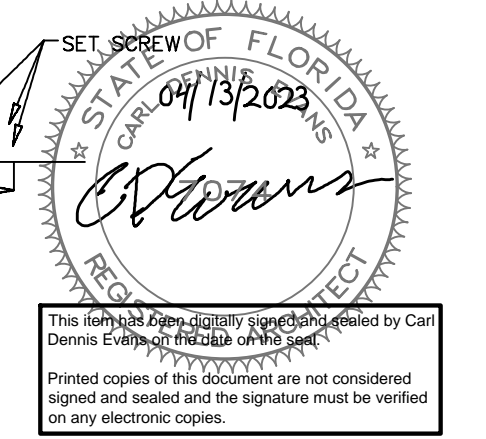 SET SCREW
STATE OF FLORIDA
CARL DENNIS EVANS
04/13/2023
7074
CDEvans
REGISTERED ARCHITECT
This item has been digitally signed and sealed by Carl
Dennis Evans on the date on the seal.
Printed copies of this document are not considered
signed and sealed and the signature must be verified
on any electronic copies.